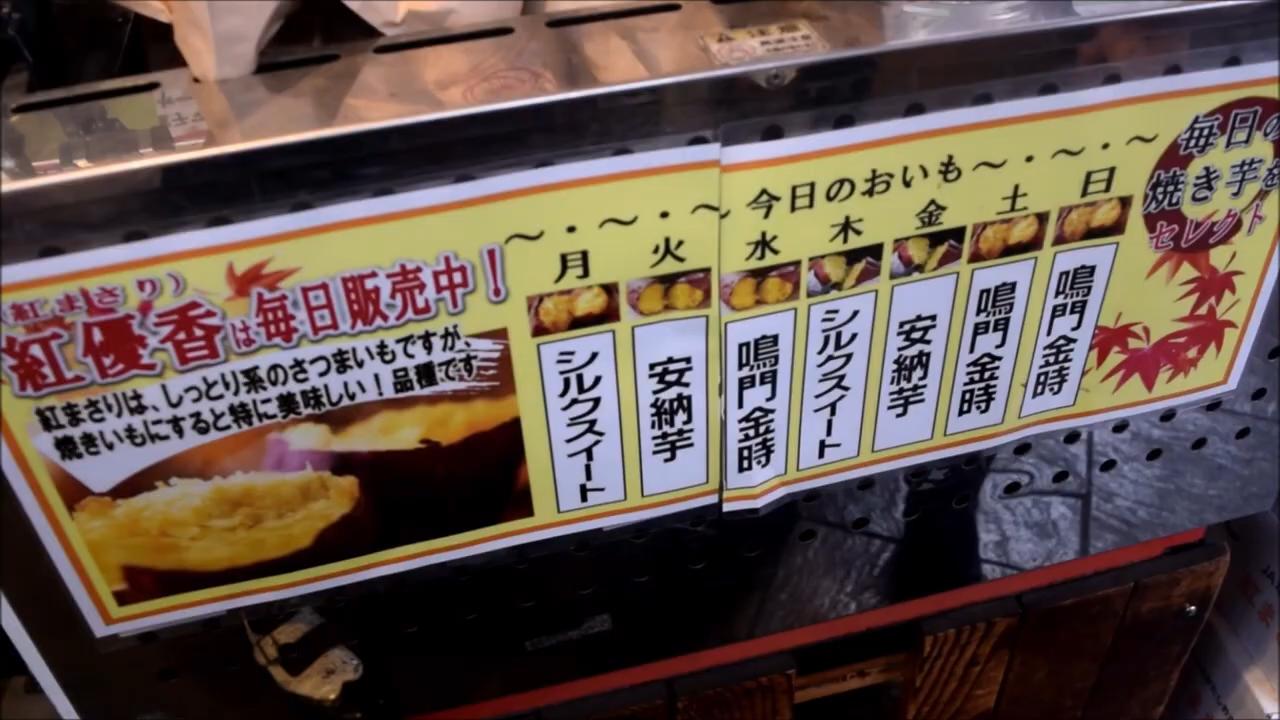 (紅まさり)
紅優香は毎日販売中！
紅まさりは、しっとり系のさつまいもですが、
焼きいもにすると特に美味しい！品種です
〜・〜・〜今日のおいも〜・〜・〜
月 火 水 木 金 土 日
シルクスイート
安納芋
鳴門金時
シルクスイート
安納芋
鳴門金時
鳴門金時
毎日の
焼き芋を
セレクト